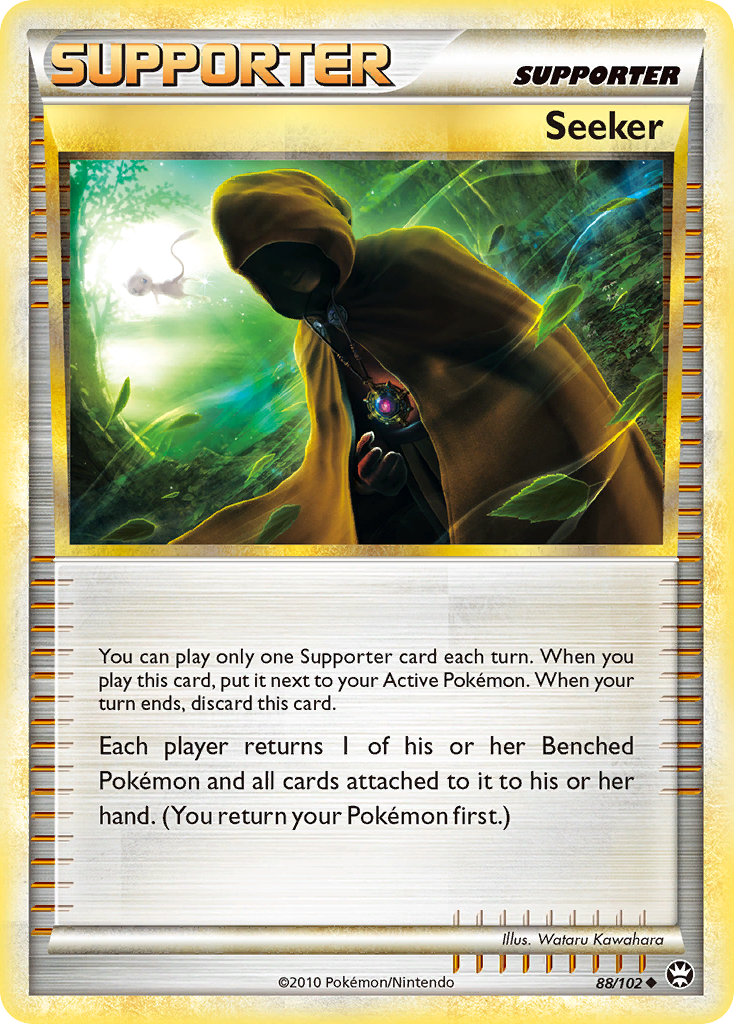 SUPPORTER
SUPPORTER
Seeker
You can play only one Supporter card each turn. When you
play this card, put it next to your Active Pokémon. When your
turn ends, discard this card.
Each player returns 1 of his or her Benched
Pokémon and all cards attached to it to his or her
hand. (You return your Pokémon first.)
Illus. Wataru Kawahara
©2010 Pokémon/Nintendo
88/102 ◆